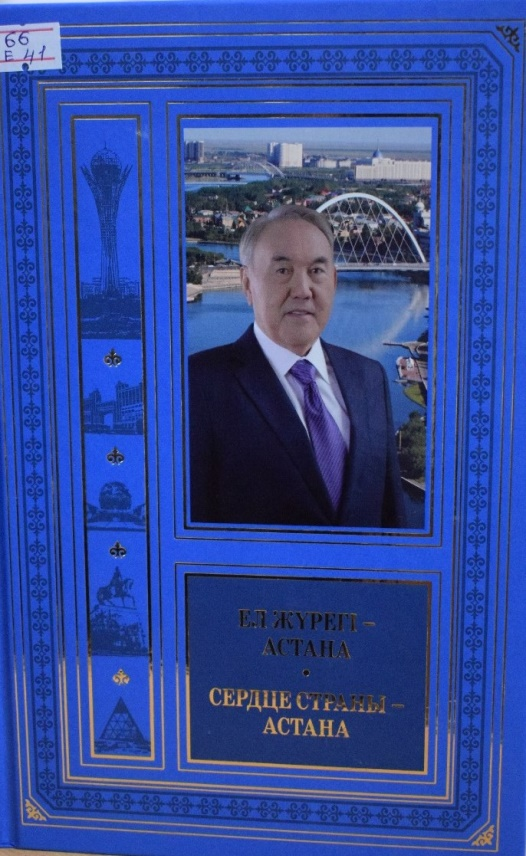 66
Е 41
ЕЛ ЖҮРЕГІ –
АСТАНА
•
СЕРДЦЕ СТРАНЫ –
АСТАНА